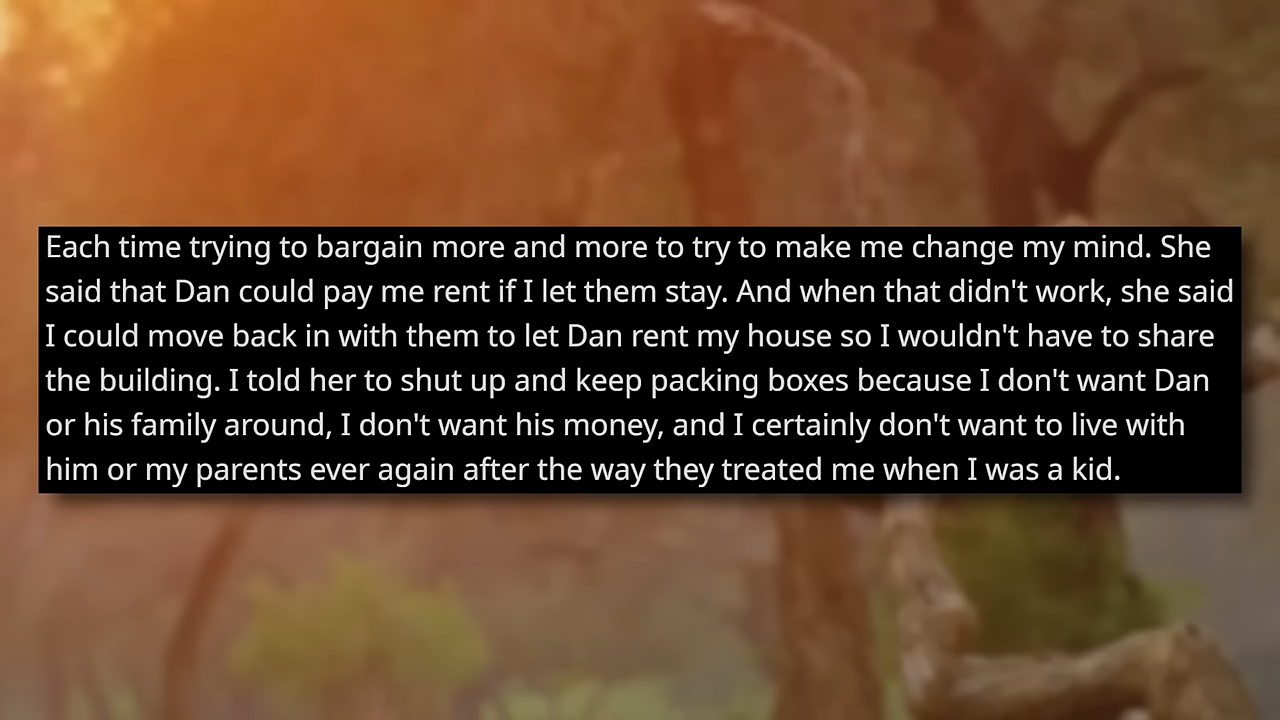 Each time trying to bargain more and more to try to make me change my mind. She
said that Dan could pay me rent if I let them stay. And when that didn't work, she said
I could move back in with them to let Dan rent my house so I wouldn't have to share
the building. I told her to shut up and keep packing boxes because I don't want Dan
or his family around, I don't want his money, and I certainly don't want to live with
him or my parents ever again after the way they treated me when I was a kid.